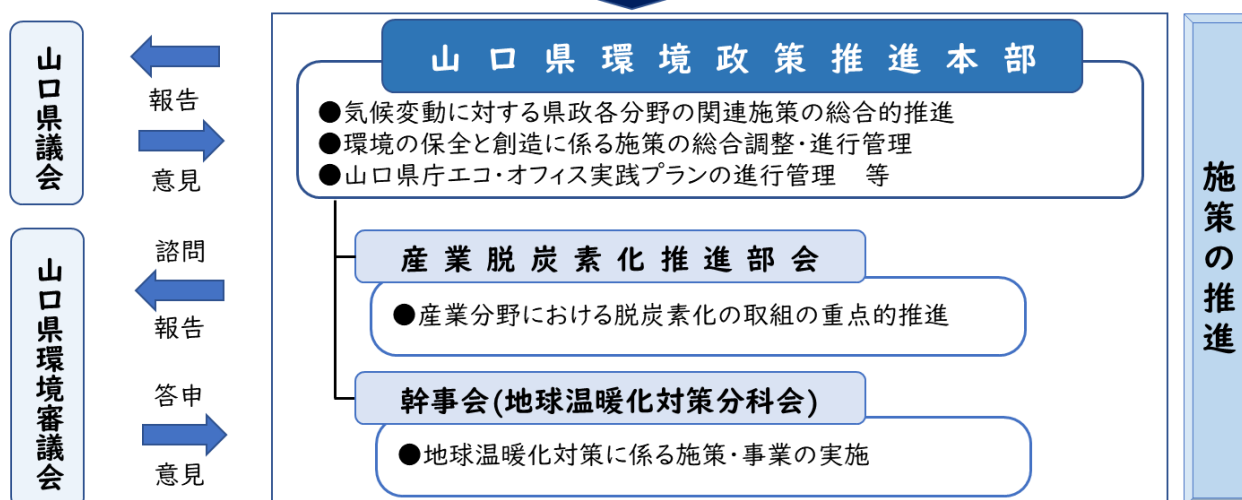 山口県議会
報告
意見
山口県環境政策推進本部
●気候変動に対する県政各分野の関連施策の総合的推進
●環境の保全と創造に係る施策の総合調整・進行管理
●山口県庁エコ・オフィス実践プランの進行管理　等
山口県環境審議会
諮問
報告
答申
意見
産業脱炭素化推進部会
●産業分野における脱炭素化の取組の重点的推進
幹事会(地球温暖化対策分科会)
●地球温暖化対策に係る施策・事業の実施
施策の推進